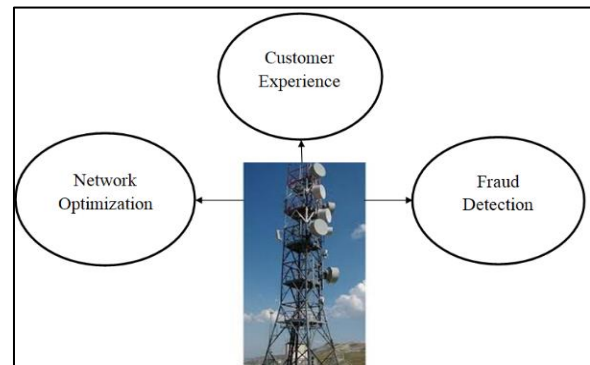 Customer
Experience
Network
Optimization
Fraud
Detection